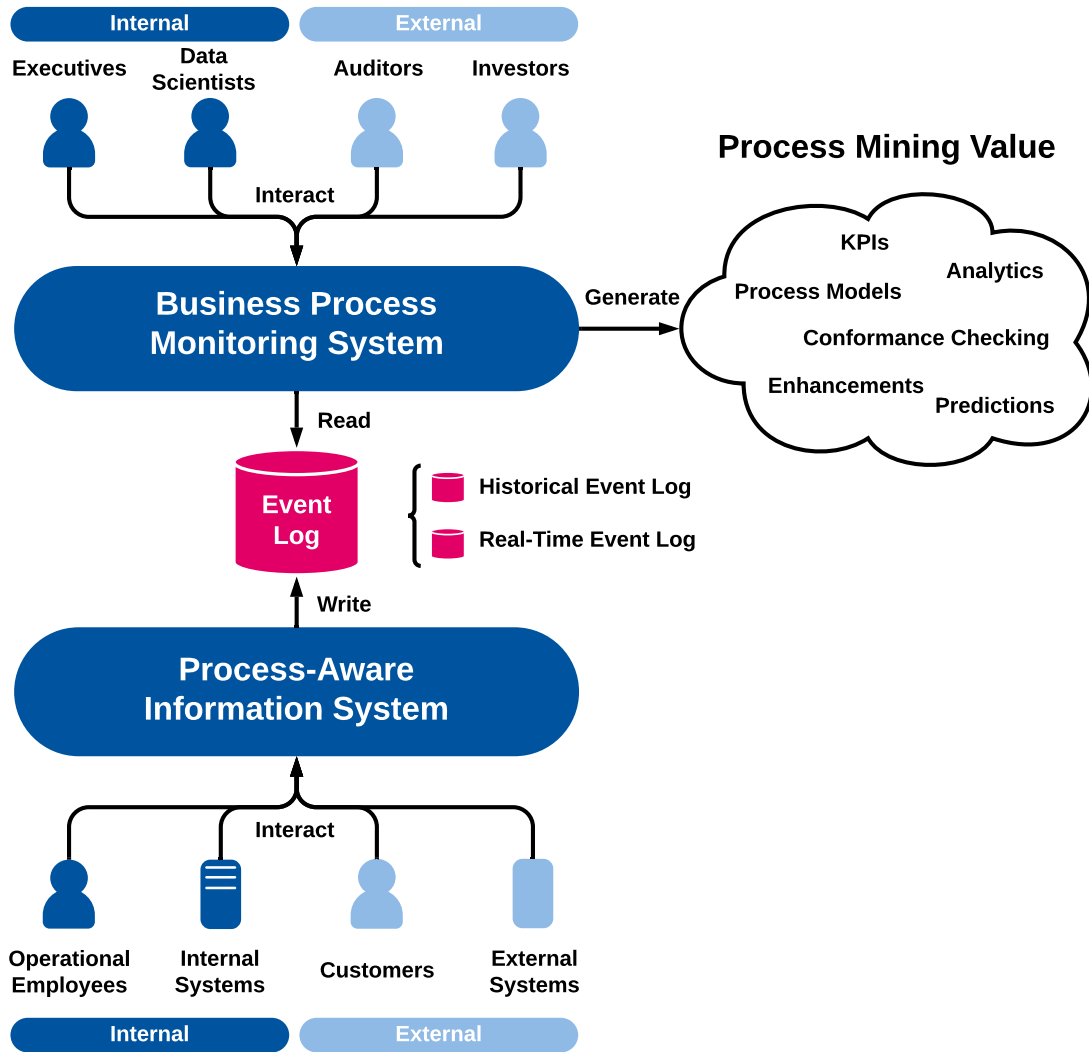 Internal
External
Executives
Data
Scientists
Auditors
Investors
Interact
Process Mining Value
Business Process
Monitoring System
Generate
KPIs
Analytics
Process Models
Conformance Checking
Enhancements
Predictions
Read
Event
Log
Historical Event Log
Real-Time Event Log
Write
Process-Aware
Information System
Interact
Operational
Employees
Internal
Systems
Customers
External
Systems
Internal
External